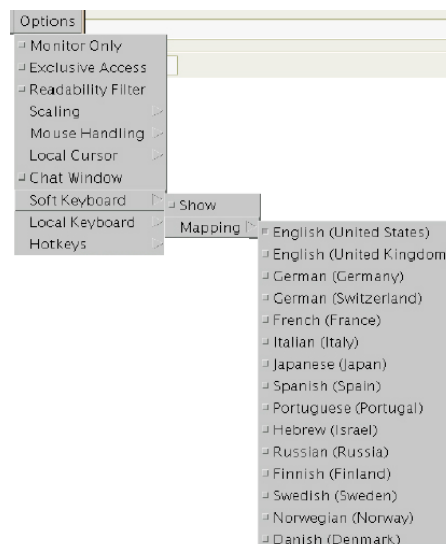 Options
Monitor Only
Exclusive Access
Readability Filter
Scaling
Mouse Handling
Local Cursor
Chat Window
Soft Keyboard
Local Keyboard
Hotkeys
Show
Mapping
English (United States)
English (United Kingdom
German (Germany)
German (Switzerland)
French (France)
Italian (Italy)
Japanese (Japan)
Spanish (Spain)
Portuguese (Portugal)
Hebrew (Israel)
Russian (Russia)
Finnish (Finland)
Swedish (Sweden)
Norwegian (Norway)
Danish (Denmark)